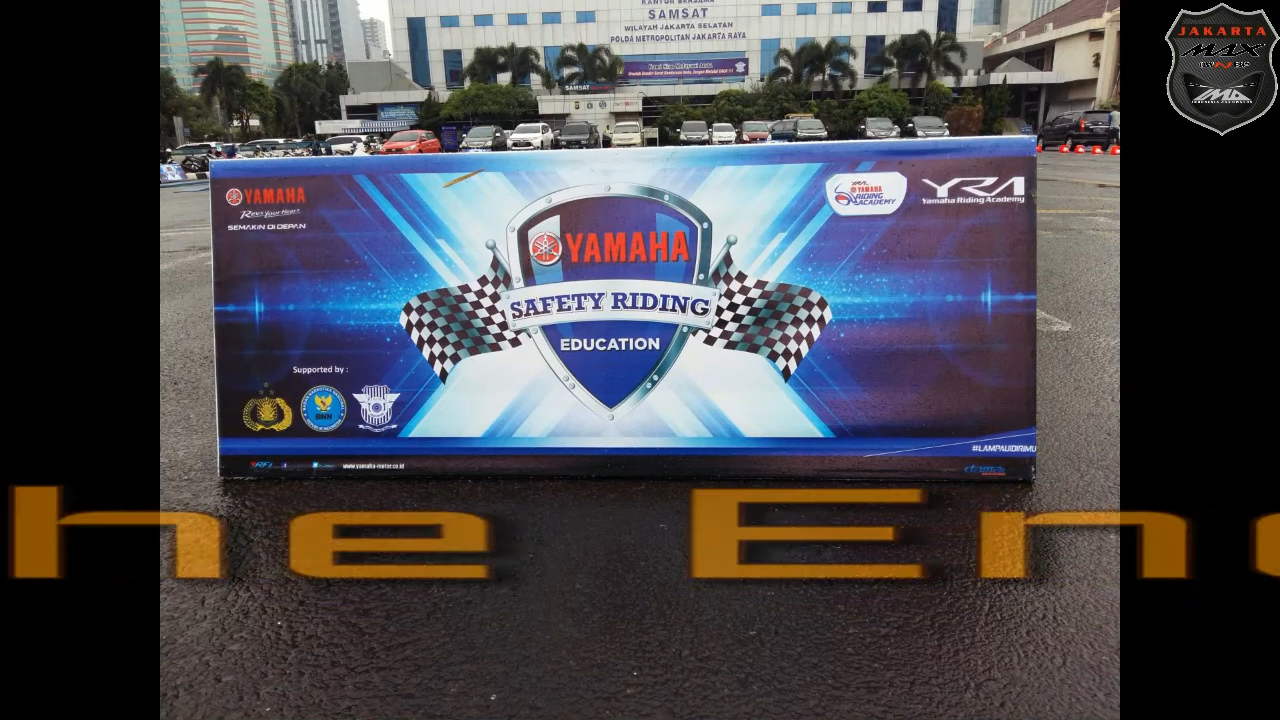 KANTOR BERSAMA
SAMSAT
WILAYAH JAKARTA SELATAN
POLDA METROPOLITAN JAKARTA RAYA
SAMSAT
JAKARTA
MAX
OWNERS
YAMAHA
Revs Your Heart
SEMAKIN DI DEPAN
YAMAHA
RIDING
ACADEMY
YRA
Yamaha Riding Academy
YAMAHA
SAFETY RIDING
EDUCATION
Supported by :
BNN
#LAMPAUIDIRIMU
www.yamaha-motor.co.id
he End